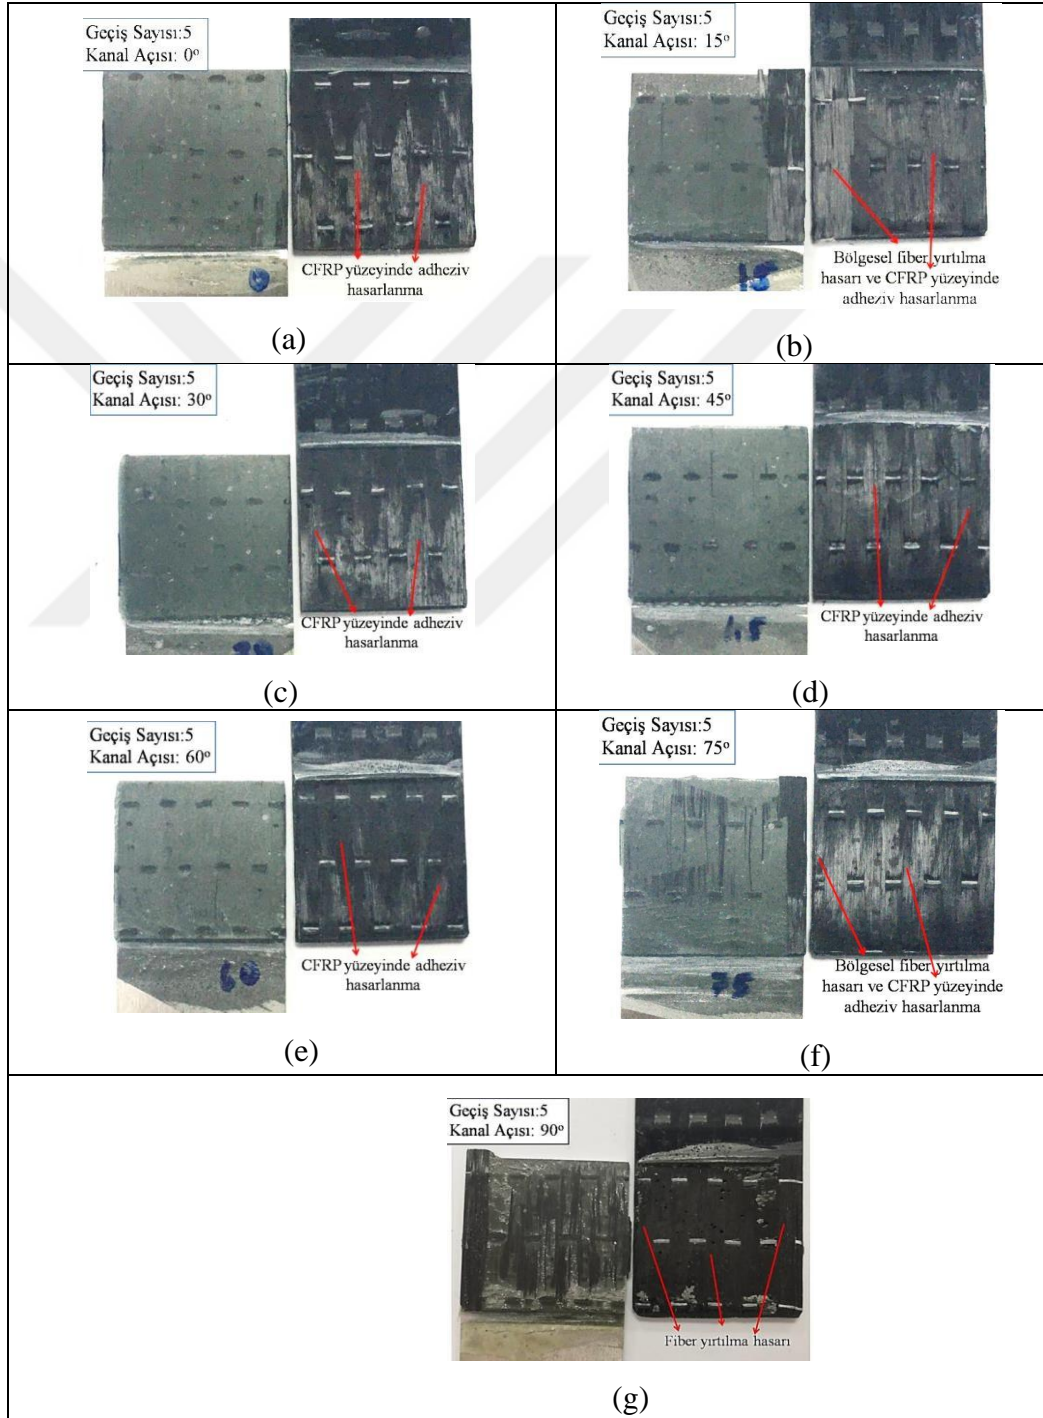 Geçiş Sayısı:5
Kanal Açısı: 0°
0
CFRP yüzeyinde adheziv
hasarlanma
(a)
Geçiş Sayısı:5
Kanal Açısı: 15°
15
Bölgesel fiber yırtılma
hasarı ve CFRP yüzeyinde
adheziv hasarlanma
(b)
Geçiş Sayısı:5
Kanal Açısı: 30°
CFRP yüzeyinde adheziv
hasarlanma
(c)
Geçiş Sayısı:5
Kanal Açısı: 45°
45
CFRP yüzeyinde adheziv
hasarlanma
(d)
Geçiş Sayısı:5
Kanal Açısı: 60°
60
CFRP yüzeyinde adheziv
hasarlanma
(e)
Geçiş Sayısı:5
Kanal Açısı: 75°
75
Bölgesel fiber yırtılma
hasarı ve CFRP yüzeyinde
adheziv hasarlanma
(f)
Geçiş Sayısı:5
Kanal Açısı: 90°
Fiber yırtılma hasarı
(g)